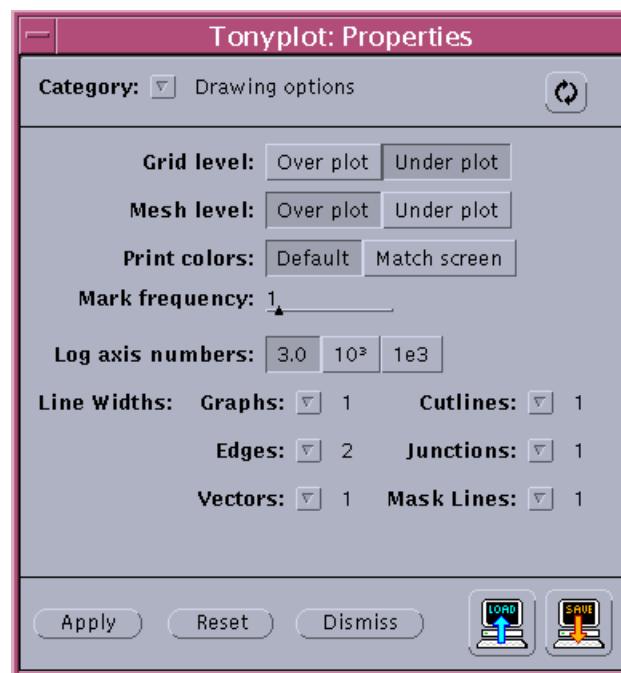 Tonyplot: Properties
Category: Drawing options
Grid level: Over plot Under plot
Mesh level: Over plot Under plot
Print colors: Default Match screen
Mark frequency: 1
Log axis numbers: 3.0 10³ 1e3
Line Widths: Graphs: 1 Cutlines: 1
Edges: 2 Junctions: 1
Vectors: 1 Mask Lines: 1
Apply Reset Dismiss LOAD SAVE